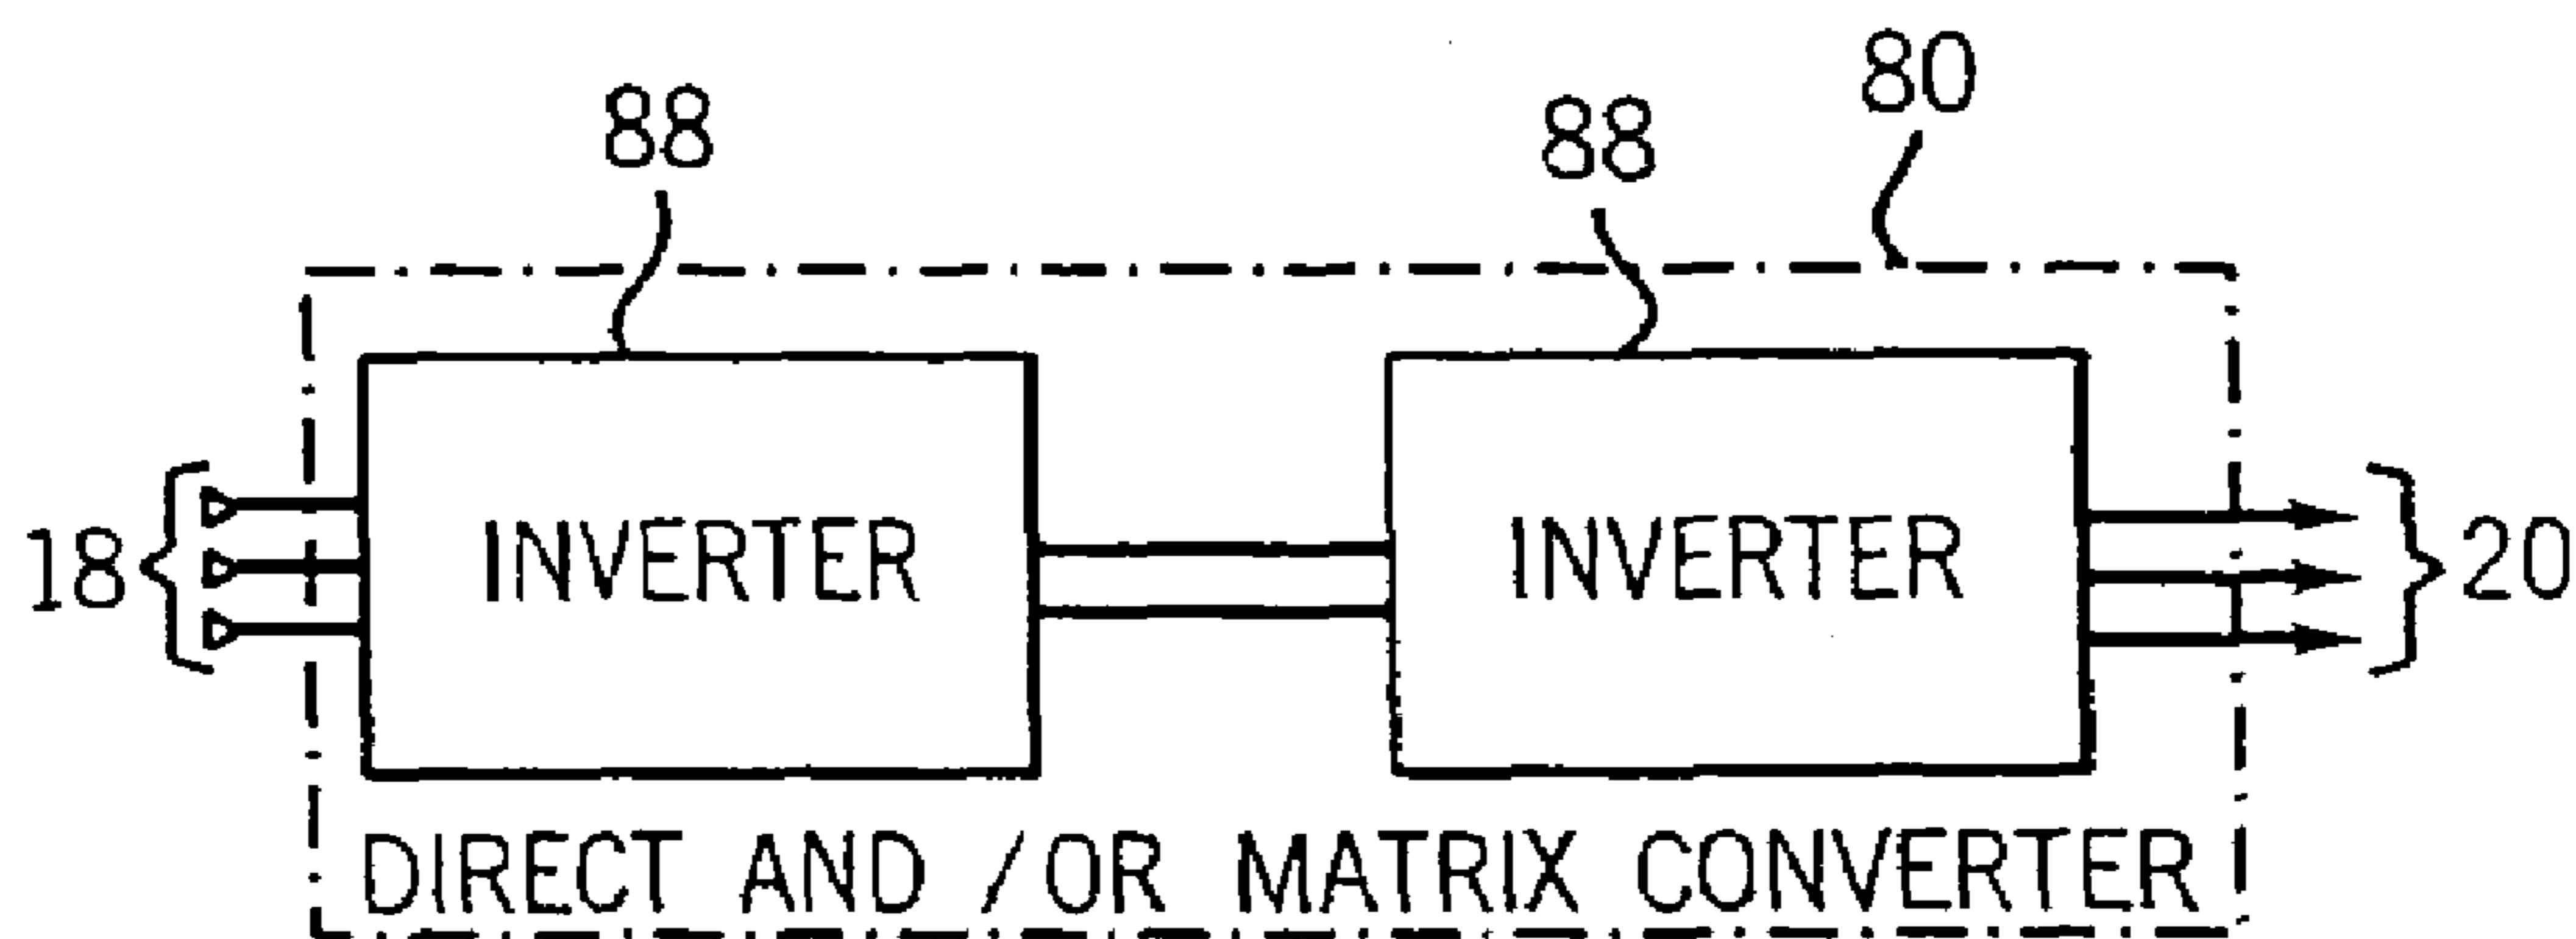 80
88
88
18
INVERTER
INVERTER
20
DIRECT AND /OR MATRIX CONVERTER